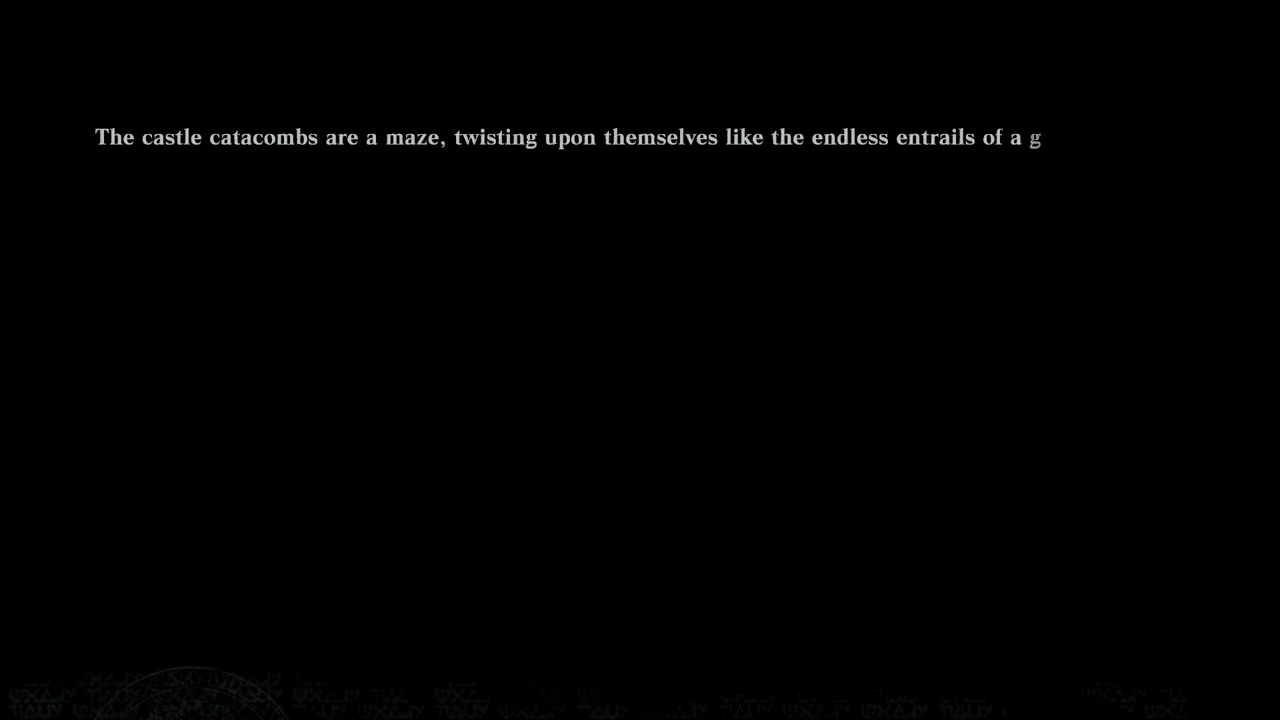 The castle catacombs are a maze, twisting upon themselves like the endless entrails of a g